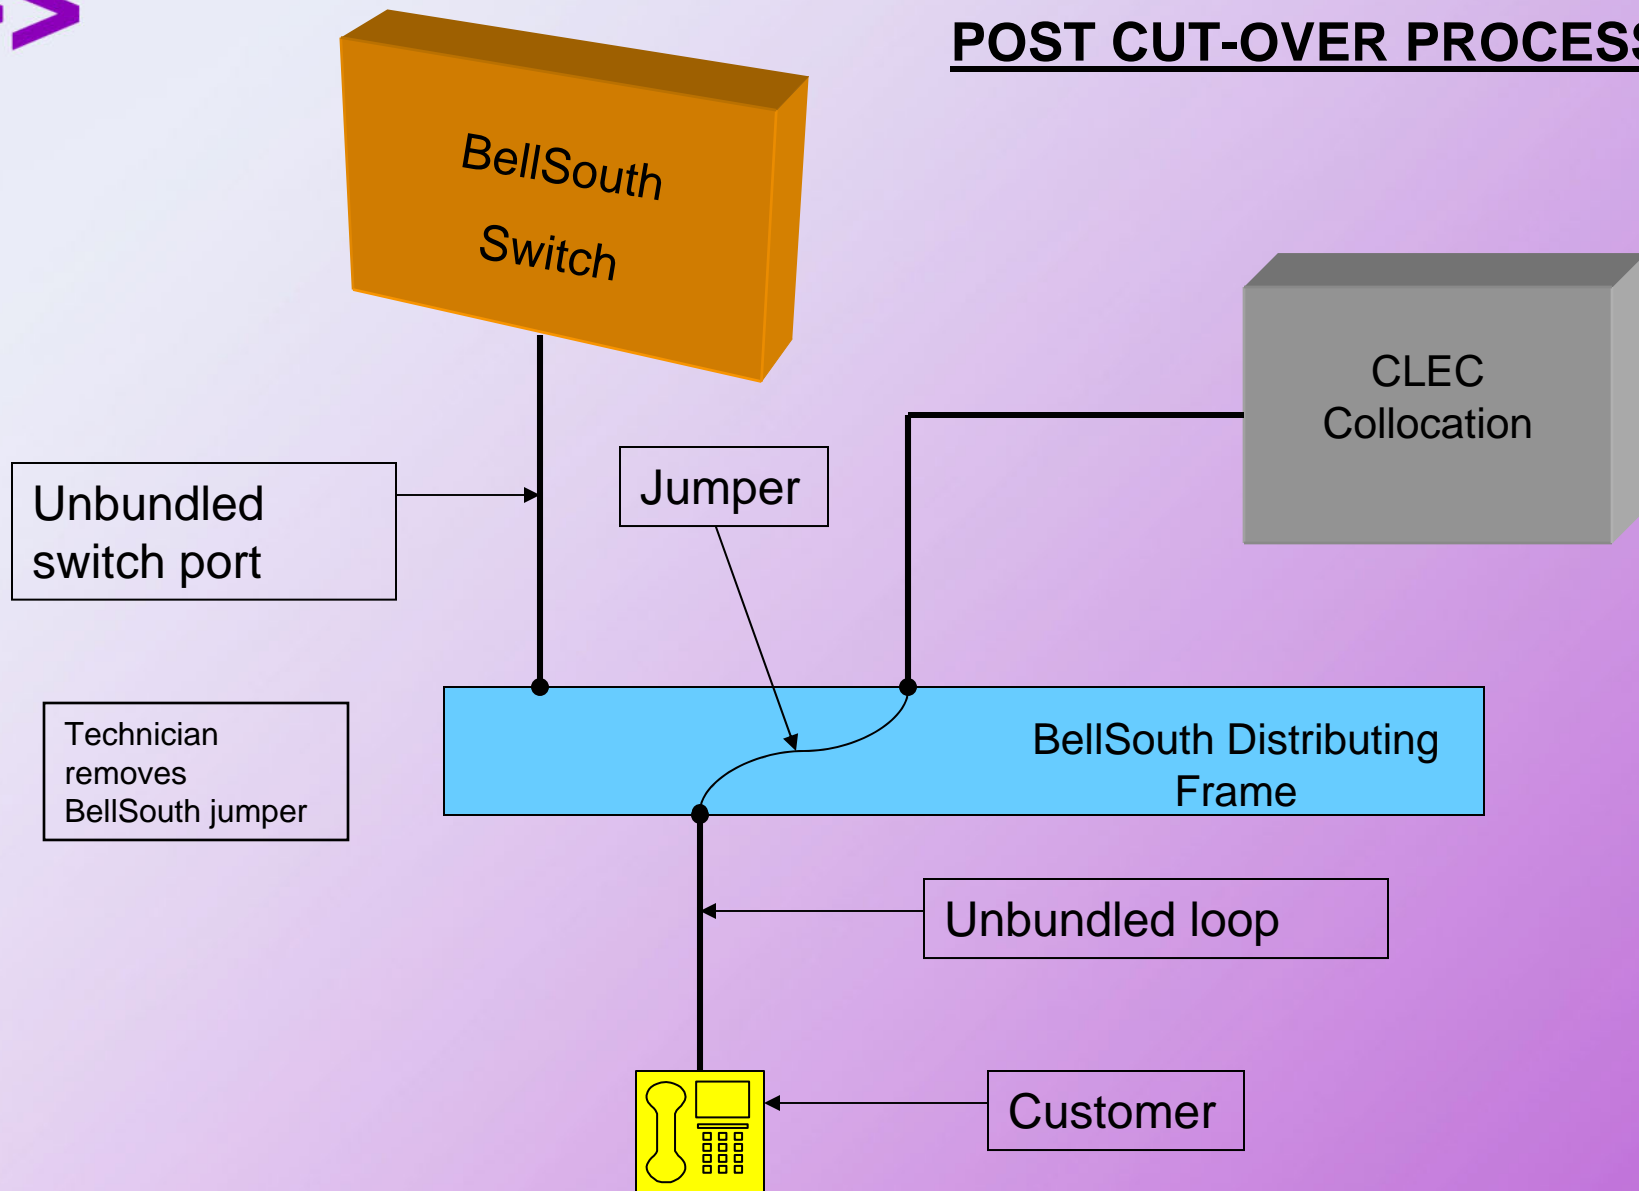 POST CUT-OVER PROCESS
BellSouth
Switch
CLEC
Collocation
Unbundled
switch port
Jumper
Technician
removes
BellSouth jumper
BellSouth Distributing
Frame
Unbundled loop
Customer